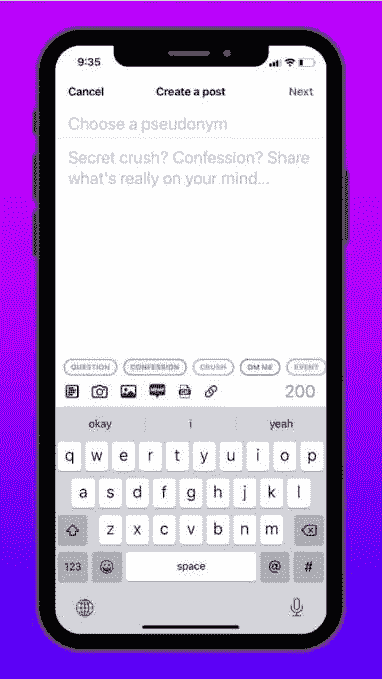 9:35
Cancel Create a post Next
Choose a pseudonym
Secret crush? Confession? Share
what's really on your mind...
QUESTION CONFESSION CRUSH DM ME EVENT
200
okay i yeah
q w e r t y u i o p
a s d f g h j k l
z x c v b n m
123 space @ #